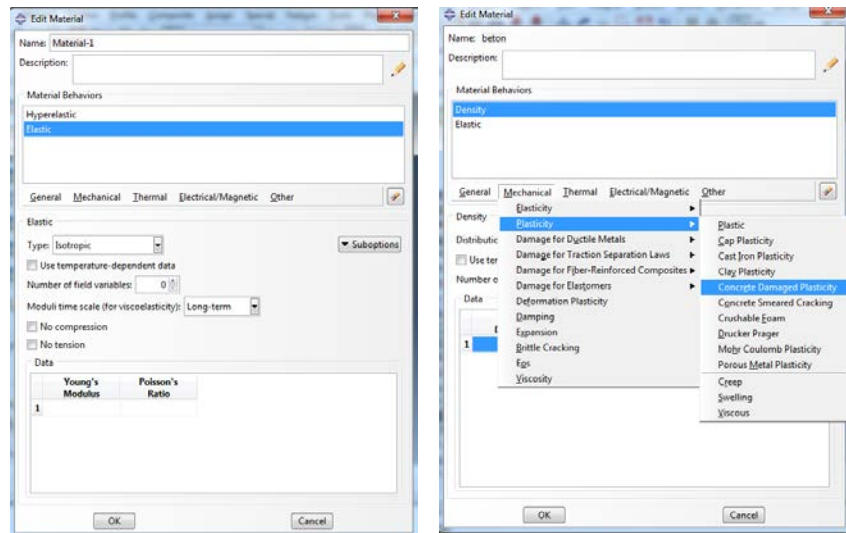 Edit Material
Name: Material-1
Description:
Material Behaviors
Hyperelastic
Elastic
General Mechanical Thermal Electrical/Magnetic Other
Elastic
Type: Isotropic
Suboptions
Use temperature-dependent data
Number of field variables: 0
Moduli time scale (for viscoelasticity): Long-term
No compression
No tension
Data
Young's Poisson's
Modulus Ratio
1
OK Cancel
Edit Material
Name: beton
Description:
Material Behaviors
Density
Elastic
General Mechanical Thermal Electrical/Magnetic Other
Density
Distributic
Use ter
Number o
Data
1
Elasticity
Plasticity
Damage for Ductile Metals
Damage for Traction Separation Laws
Damage for Fiber-Reinforced Composites
Damage for Elastomers
Deformation Plasticity
Damping
Expansion
Brittle Cracking
Eos
Viscosity
Plastic
Cap Plasticity
Cast Iron Plasticity
Clay Plasticity
Concrete Damaged Plasticity
Concrete Smeared Cracking
Crushable Foam
Drucker Prager
Mohr Coulomb Plasticity
Porous Metal Plasticity
Creep
Swelling
Viscous
OK Cancel